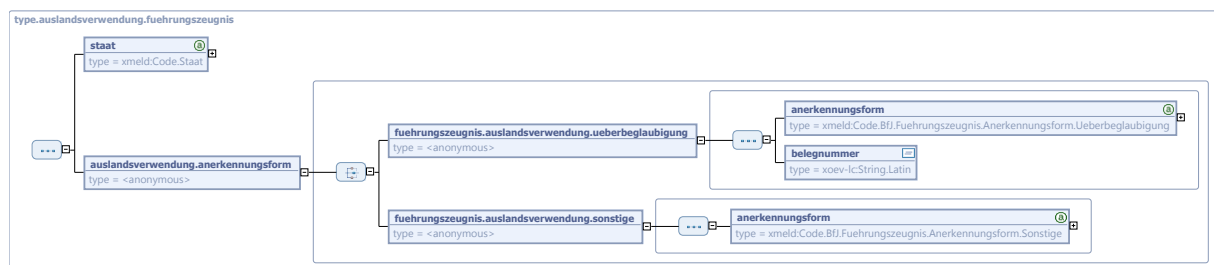 type.auslandsverwendung.fuehrungszeugnis
staat
type = xmeld:Code.Staat
auslandsverwendung.anerkennungsform
type = <anonymous>
fuehrungszeugnis.auslandsverwendung.ueberbeglaubigung
type = <anonymous>
anerkennungsform
type = xmeld:Code.BfJ.Fuehrungszeugnis.Anerkennungsform.Ueberbeglaubigung
belegnummer
type = xoev-lc:String.Latin
fuehrungszeugnis.auslandsverwendung.sonstige
type = <anonymous>
anerkennungsform
type = xmeld:Code.BfJ.Fuehrungszeugnis.Anerkennungsform.Sonstige